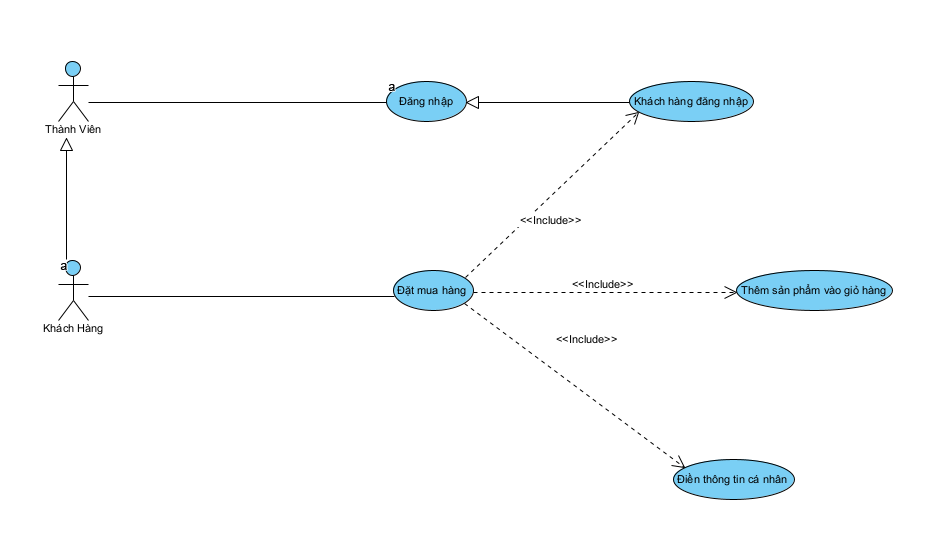 a
Đăng nhập
Khách hàng đăng nhập
Thành Viên
<<Include>>
a
Đặt mua hàng
<<Include>>
Thêm sản phẩm vào giỏ hàng
Khách Hàng
<<Include>>
Điền thông tin cá nhân